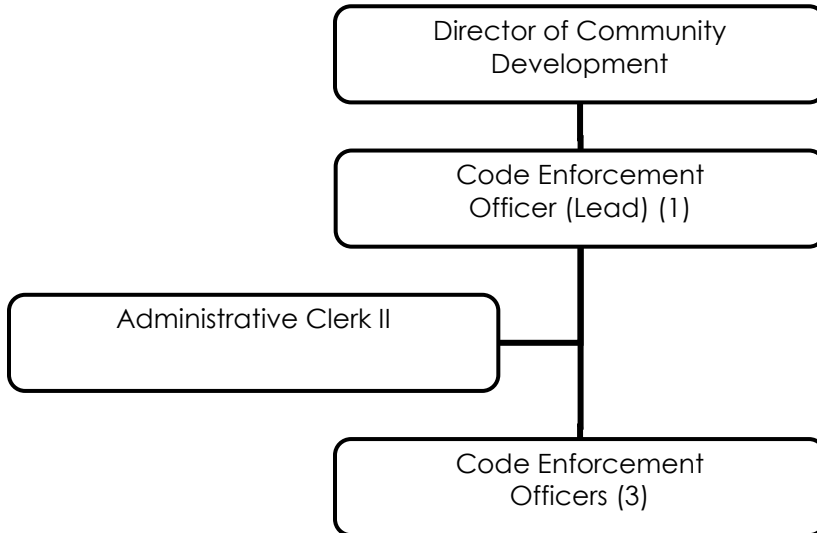 Director of Community
Development
Code Enforcement
Officer (Lead) (1)
Administrative Clerk II
Code Enforcement
Officers (3)